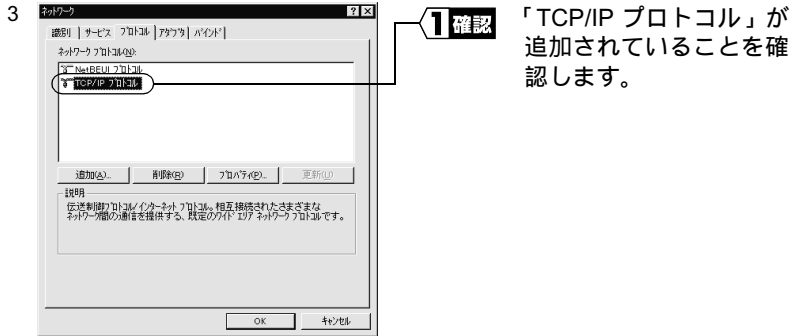 3
ネットワーク
識別 サービス プロトコル アダプタ バインド
ネットワーク プロトコル(N):
NetBEUI プロトコル
TCP/IP プロトコル
追加(A)... 削除(R) プロパティ(P)... 更新(U)
説明
伝送制御プロトコル/インターネット プロトコル。相互接続されたさまざまな
ネットワーク間の通信を提供する、既定のワイド エリア ネットワーク プロトコルです。
OK キャンセル
1 確認
「TCP/IP プロトコル」が
追加されていることを確
認します。